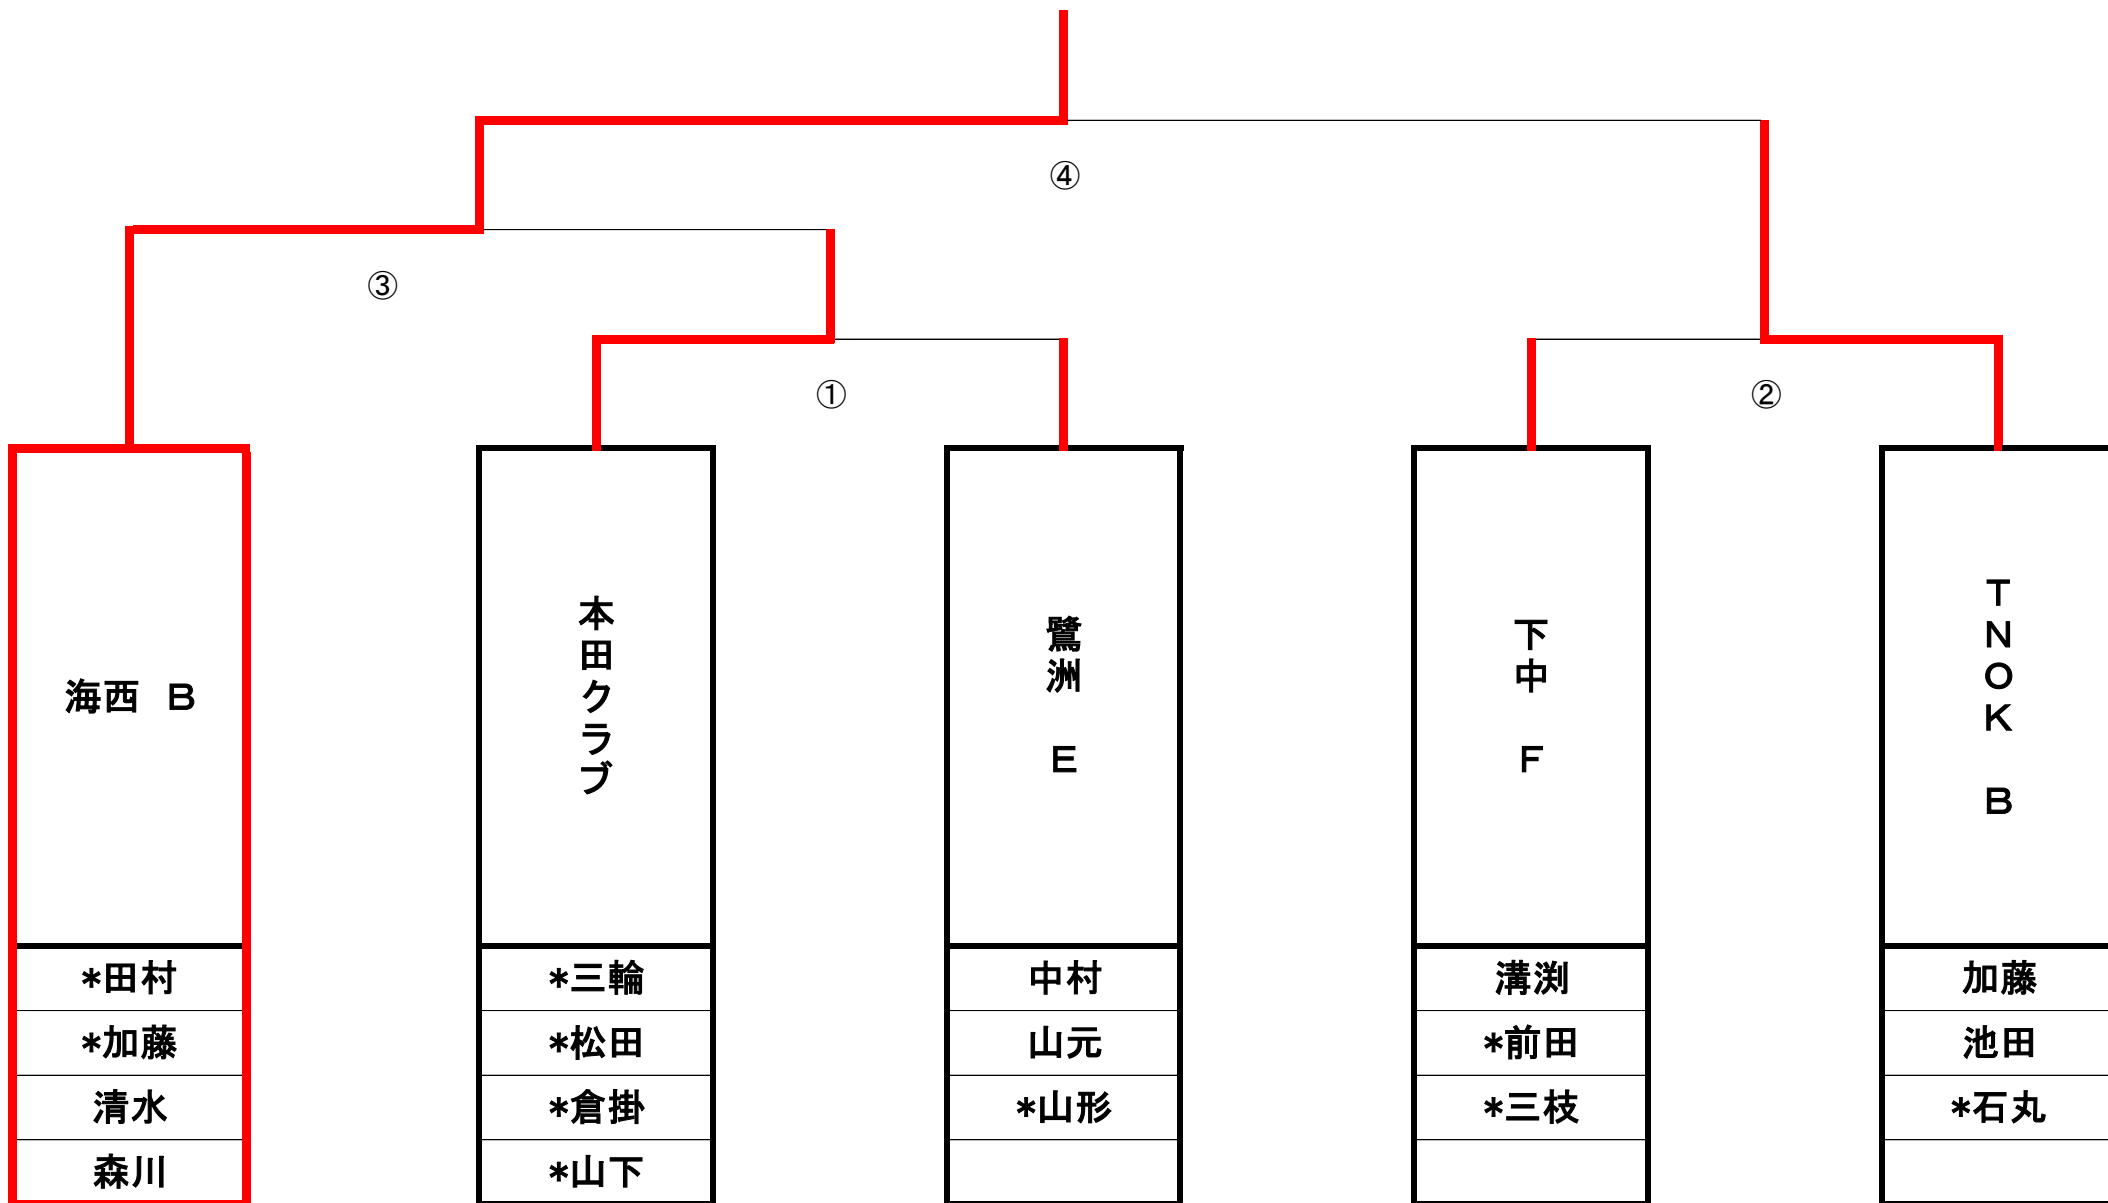 ④
③
①
②
海西　B
本田クラブ
鷺洲　E
下中　F
TNOK　B
*田村
*三輪
中村
溝渕
加藤
*加藤
*松田
山元
*前田
池田
清水
*倉掛
*山形
*三枝
*石丸
森川
*山下